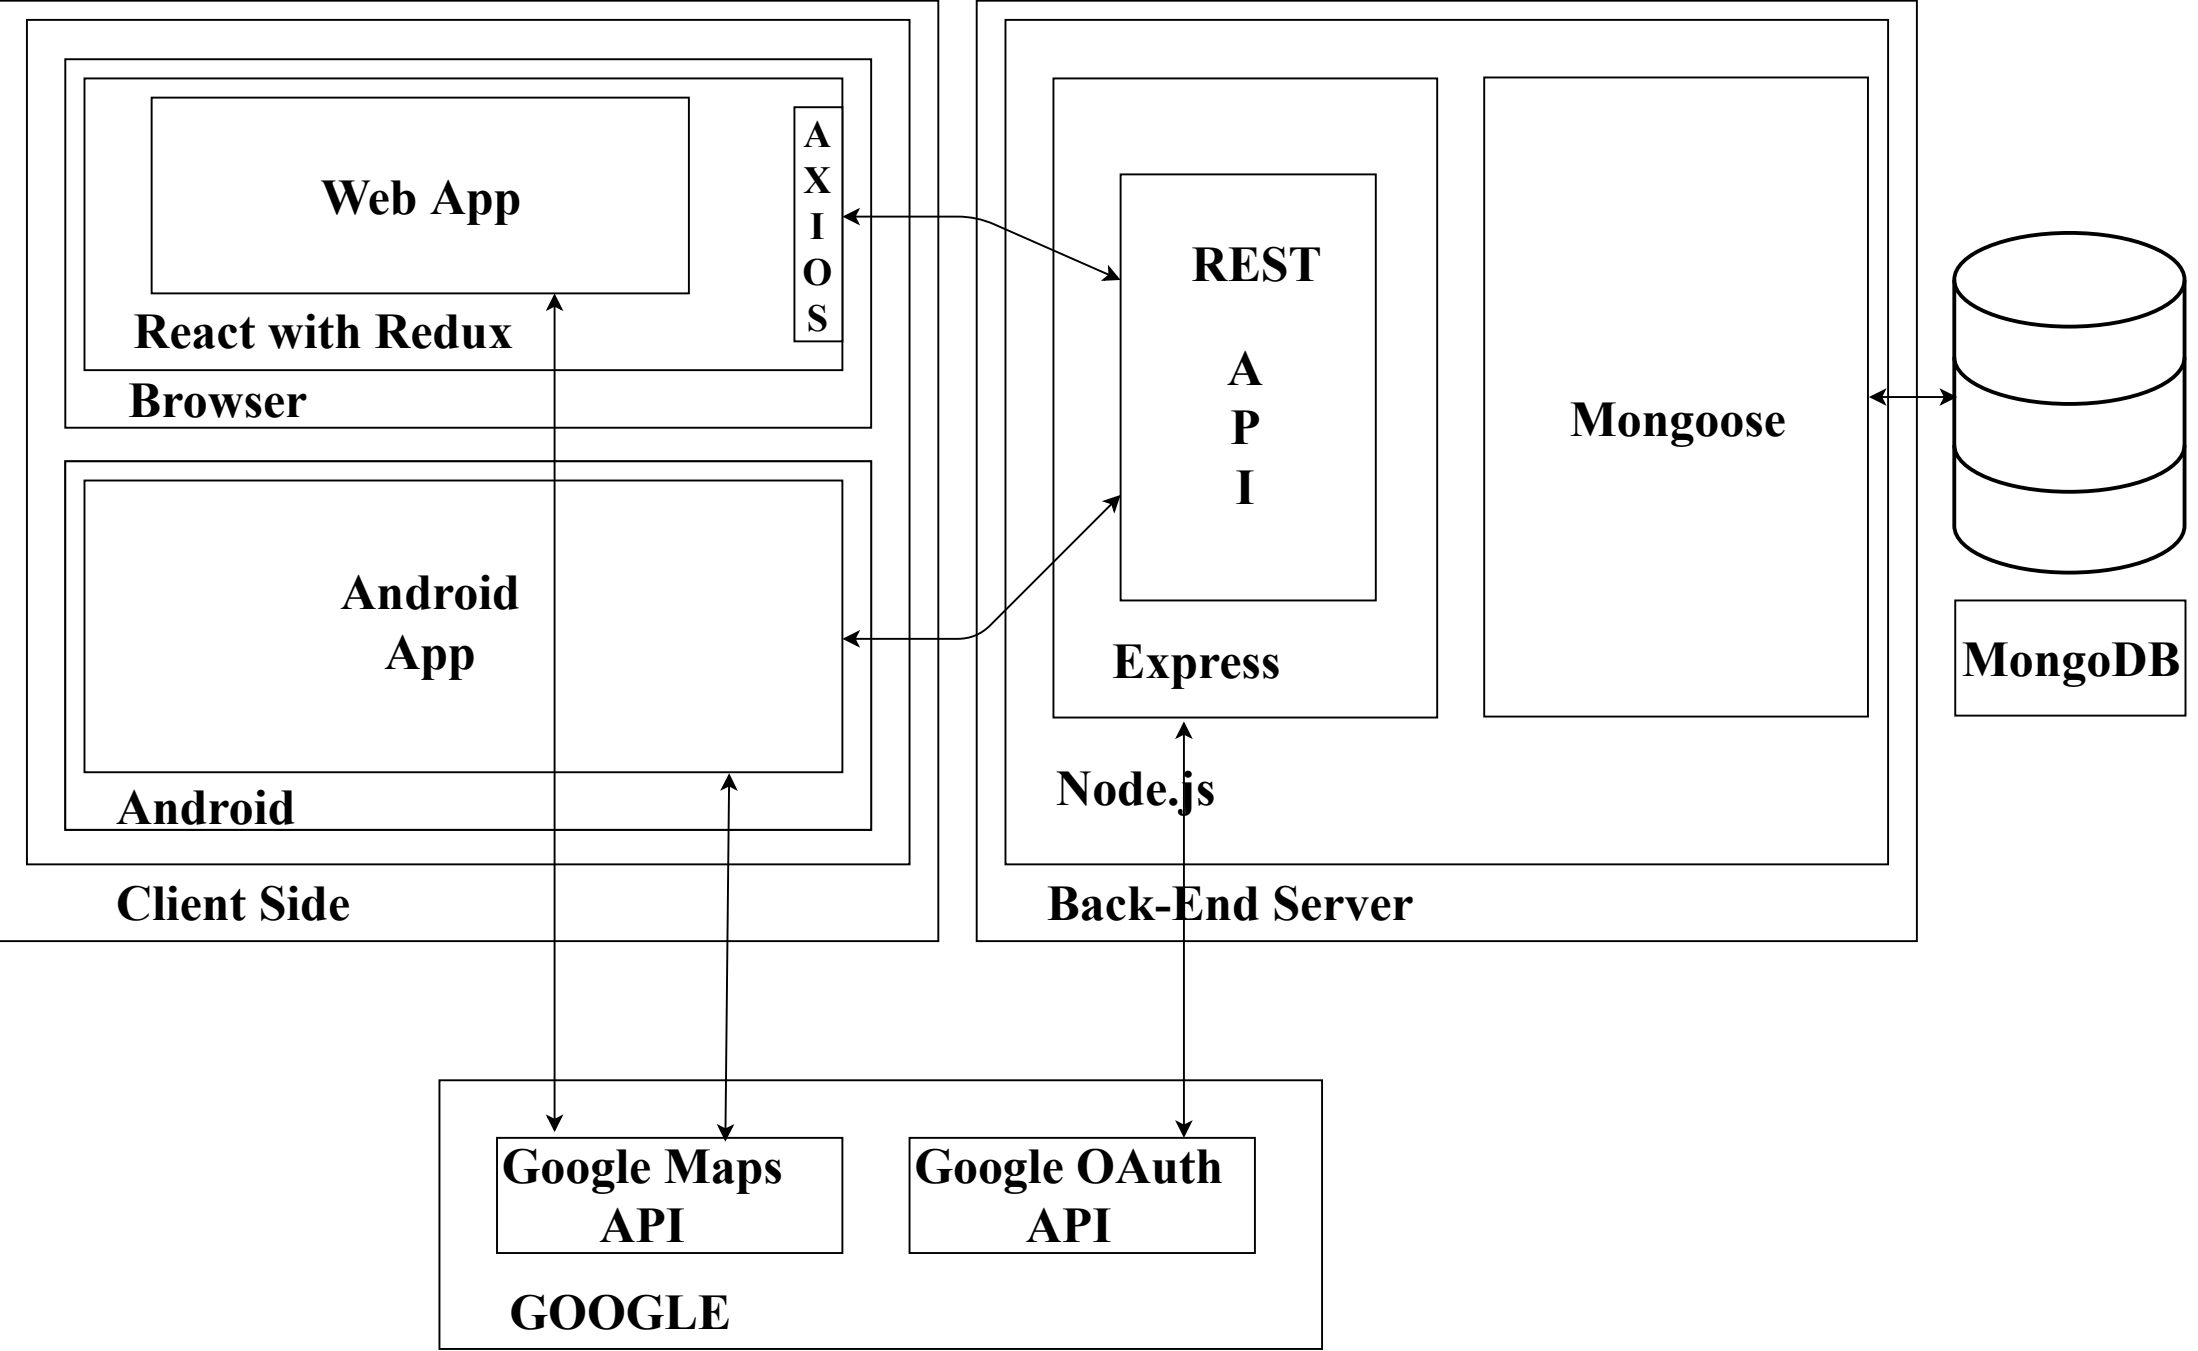 Web App
A
X
I
O
S
React with Redux
Browser
Android
App
Android
Client Side
REST
A
P
I
Express
Mongoose
Node.js
Back-End Server
MongoDB
Google Maps
API
Google OAuth
API
GOOGLE